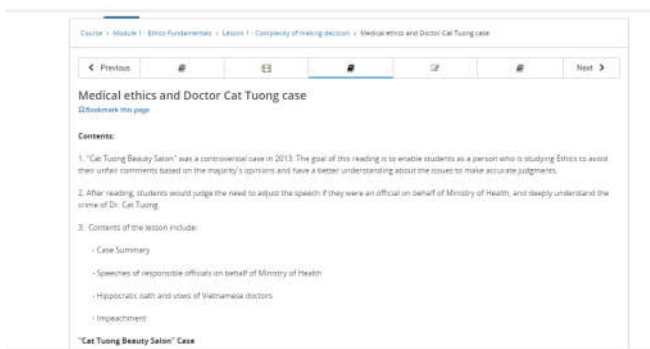 Course > Module I - Ethics Fundamentals > Lesson 1 - Complexity of making decision > Medical ethics and Doctor Cat Tuong case
Previous
Next
Medical ethics and Doctor Cat Tuong case
Bookmark this page
Contents:
1. "Cat Tuong Beauty Salon" was a controversial case in 2013. The goal of this reading is to enable students as a person who is studying Ethics to avoid
their unfair comments based on the majority's opinions and have a better understanding about the issues to make accurate judgments.
2. After reading, students would judge the need to adjust the speech if they were an official on behalf of Ministry of Health, and deeply understand the
crime of Dr. Cat Tuong.
3. Contents of the lesson include:
- Case Summary
- Speeches of responsible officials on behalf of Ministry of Health
- Hippocratic oath and vows of Vietnamese doctors
- Impeachment
"Cat Tuong Beauty Salon" Case